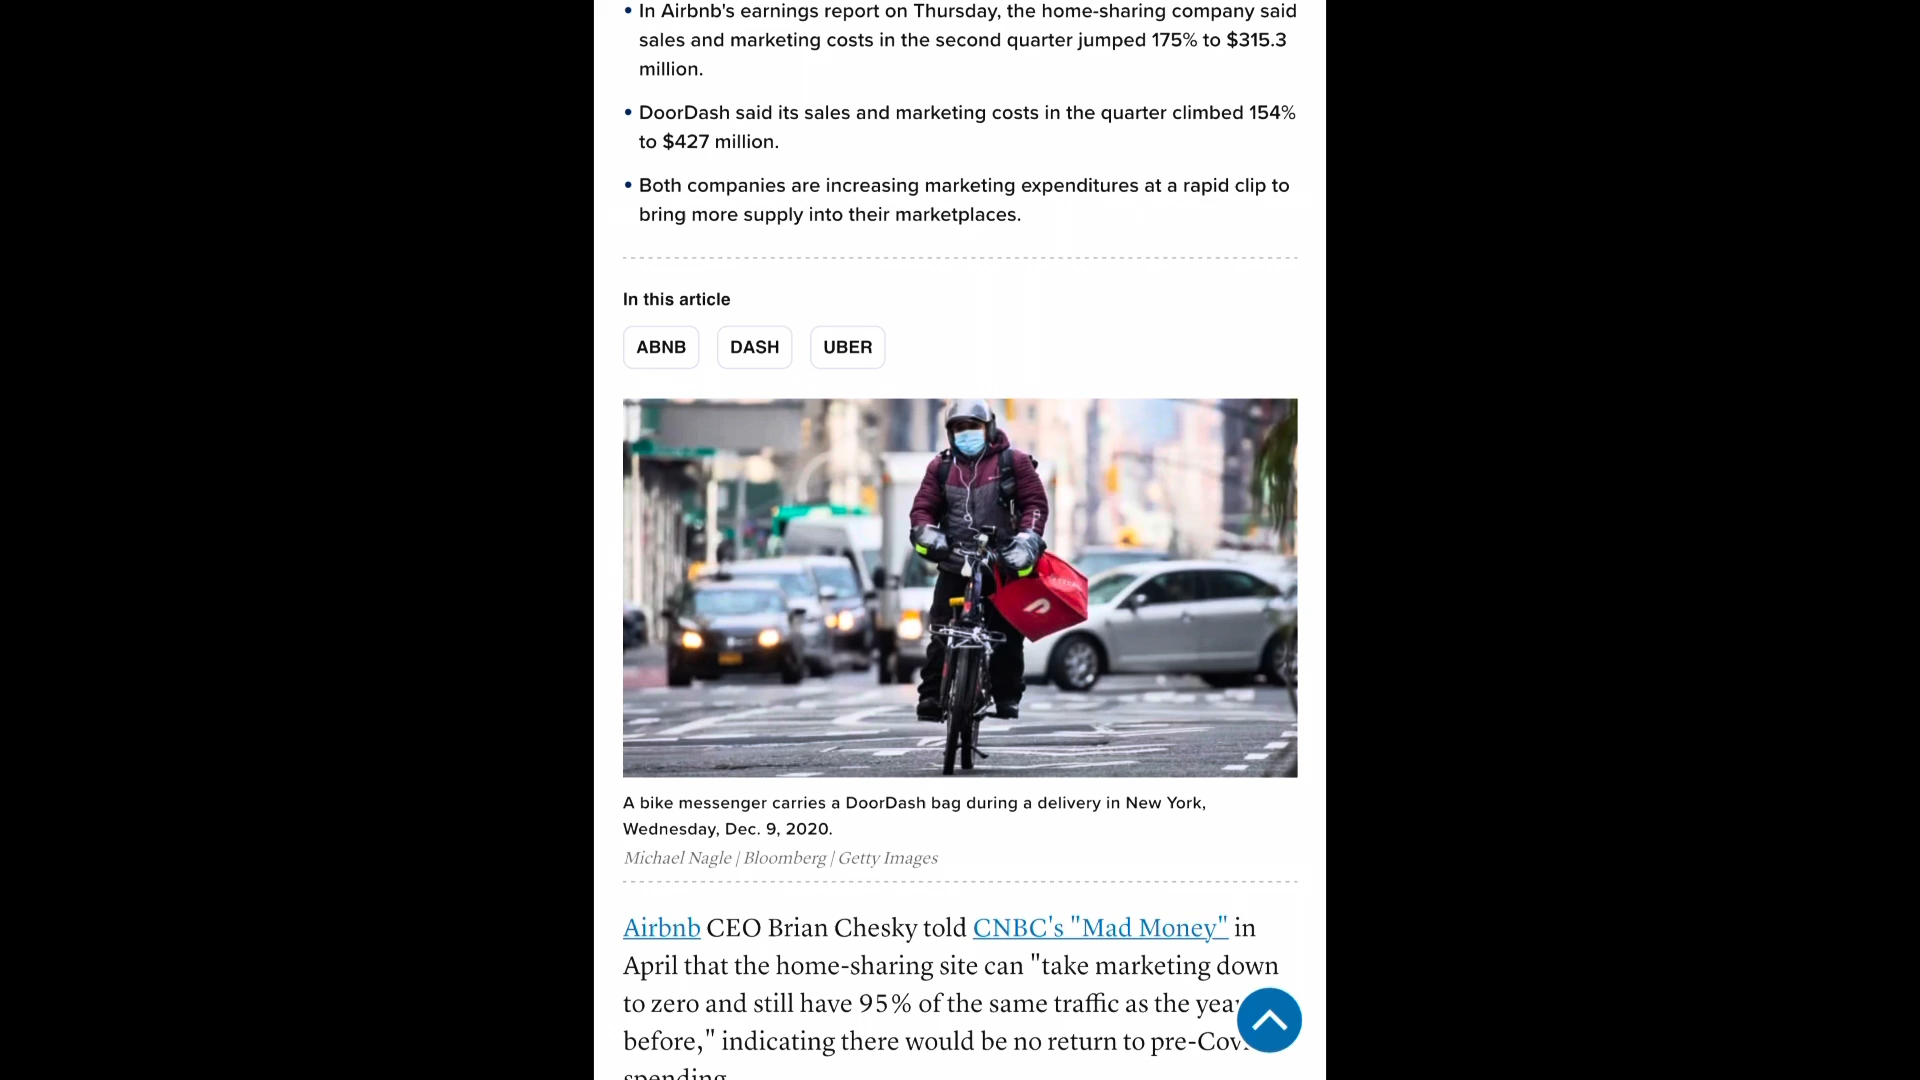 • In Airbnb's earnings report on Thursday, the home-sharing company said
sales and marketing costs in the second quarter jumped 175% to $315.3
million.
• DoorDash said its sales and marketing costs in the quarter climbed 154%
to $427 million.
• Both companies are increasing marketing expenditures at a rapid clip to
bring more supply into their marketplaces.
In this article
ABNB DASH UBER
A bike messenger carries a DoorDash bag during a delivery in New York,
Wednesday, Dec. 9, 2020.
Michael Nagle | Bloomberg | Getty Images
Airbnb CEO Brian Chesky told CNBC's "Mad Money" in
April that the home-sharing site can "take marketing down
to zero and still have 95% of the same traffic as the year
before," indicating there would be no return to pre-Cov
spending